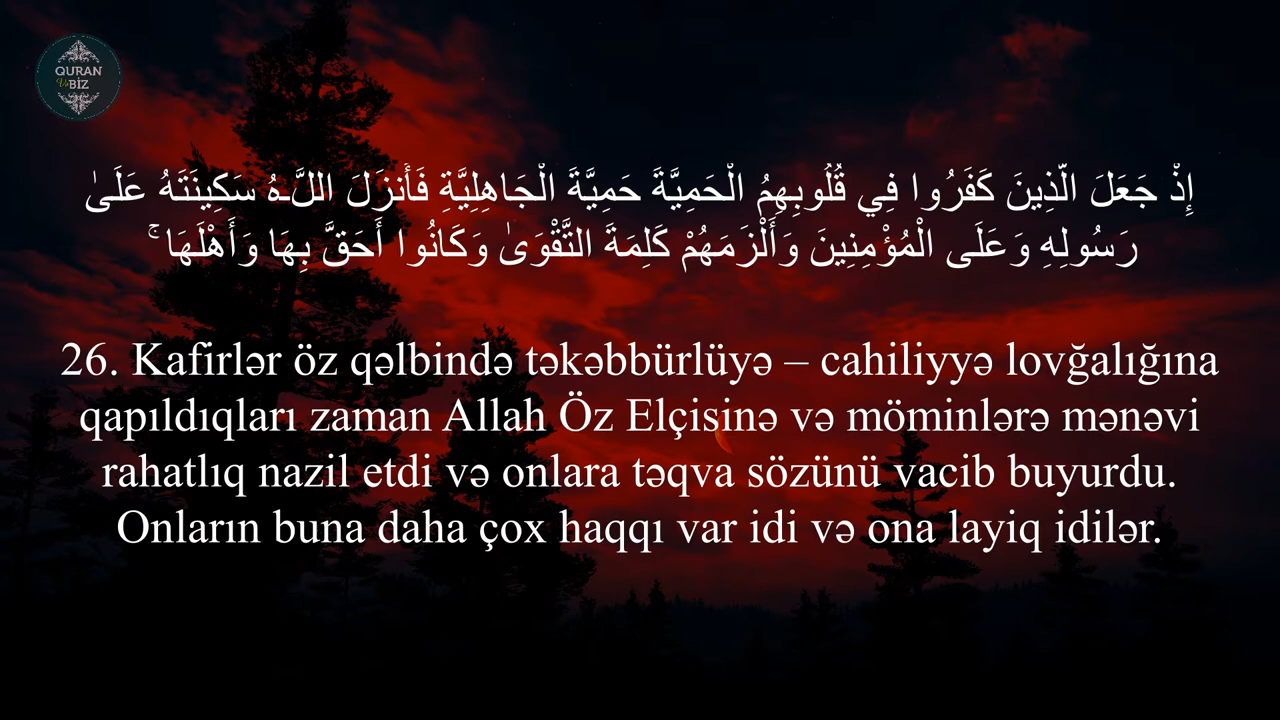 QURAN
Və BİZ
إِذْ جَعَلَ الَّذِينَ كَفَرُوا فِي قُلُوبِهِمُ الْحَمِيَّةَ حَمِيَّةَ الْجَاهِلِيَّةِ فَأَنزَلَ اللَّـهُ سَكِينَتَهُ عَلَىٰ
رَسُولِهِ وَعَلَى الْمُؤْمِنِينَ وَأَلْزَمَهُمْ كَلِمَةَ التَّقْوَىٰ وَكَانُوا أَحَقَّ بِهَا وَأَهْلَهَا ۚ
26. Kafirlər öz qəlbində təkəbbürlüyə – cahiliyyə lovğalığına
qapıldıqları zaman Allah Öz Elçisinə və möminlərə mənəvi
rahatlıq nazil etdi və onlara təqva sözünü vacib buyurdu.
Onların buna daha çox haqqı var idi və ona layiq idilər.